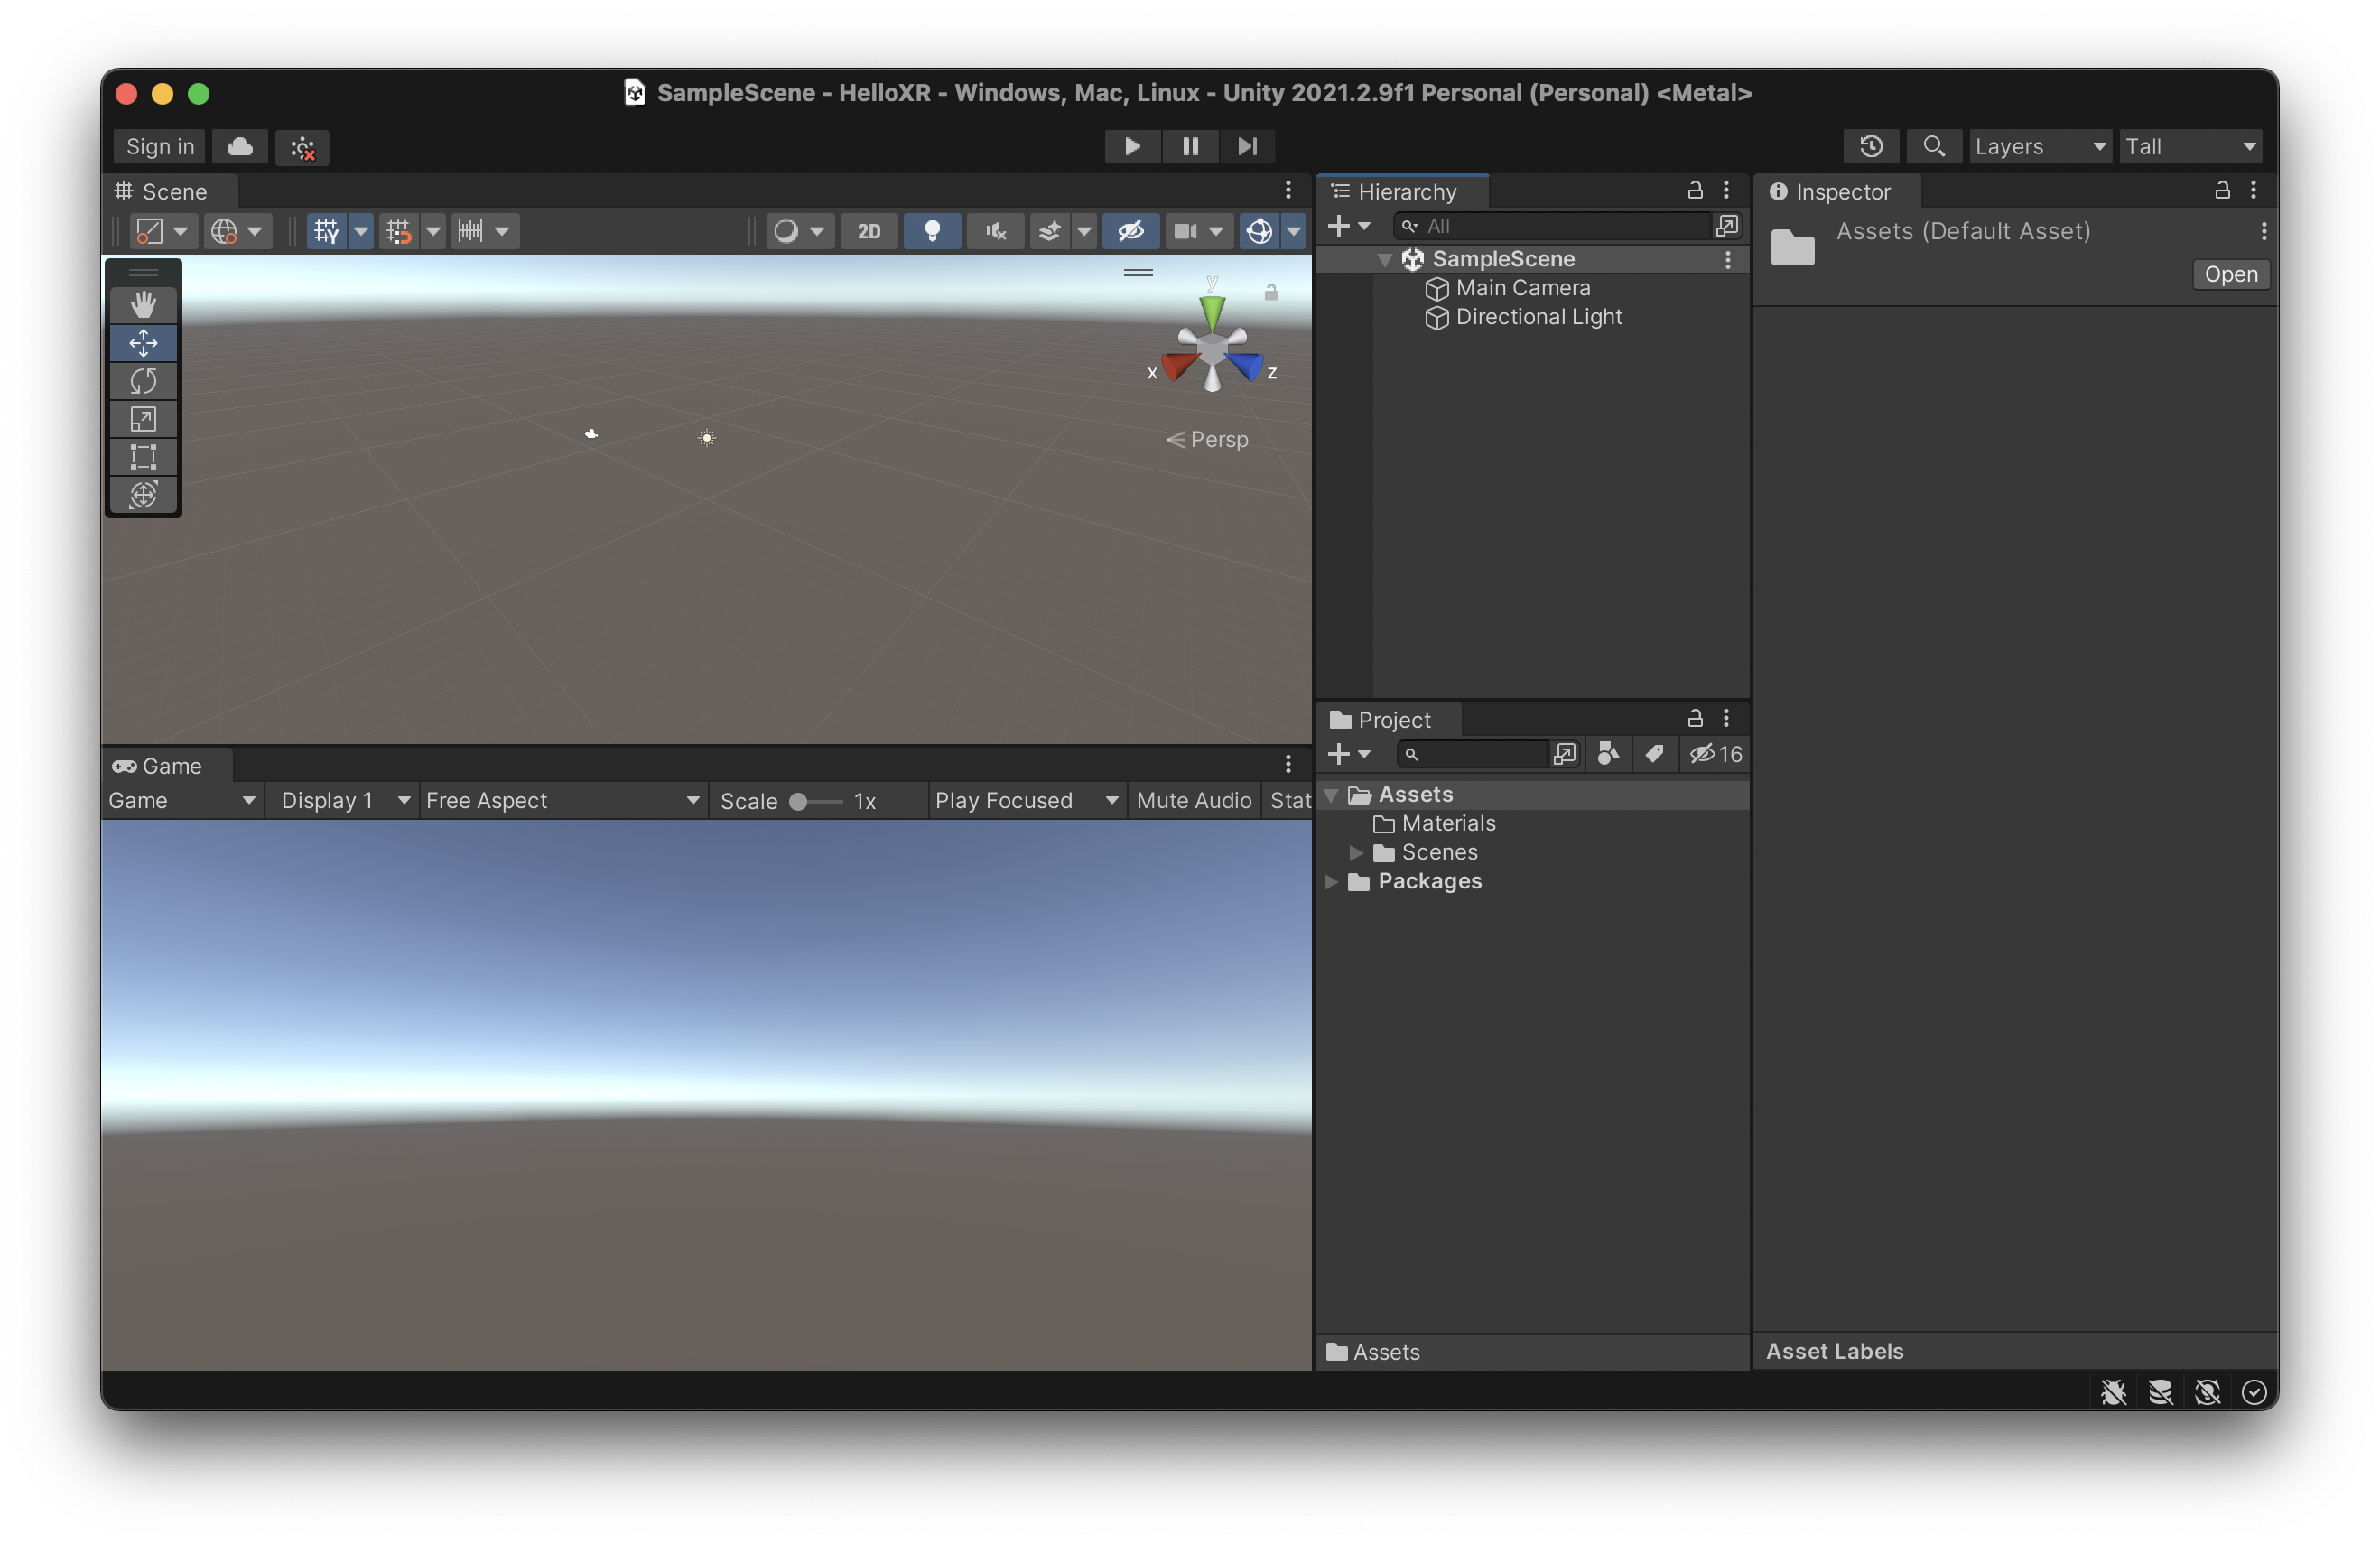 SampleScene - HelloXR - Windows, Mac, Linux - Unity 2021.2.9f1 Personal (Personal) <Metal>
Sign in
Layers
Tall
Scene
2D
y
x
z
Persp
Hierarchy
All
SampleScene
Main Camera
Directional Light
Inspector
Assets (Default Asset)
Open
Game
Game Display 1 Free Aspect Scale 1x Play Focused Mute Audio Stat
Project
16
Assets
Materials
Scenes
Packages
Assets
Asset Labels